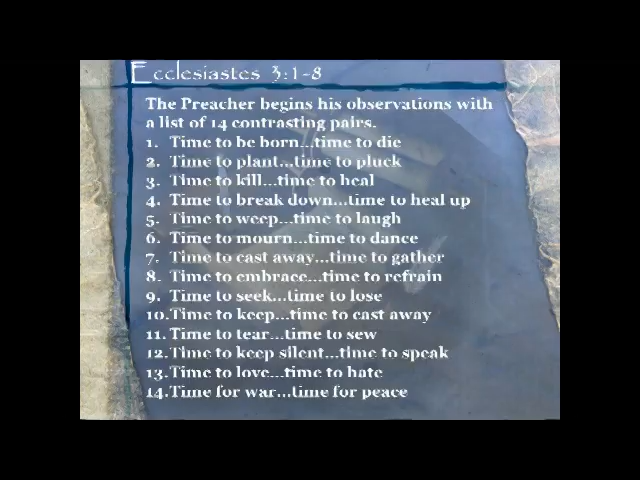 Ecclesiastes 3:1-8
The Preacher begins his observations with
a list of 14 contrasting pairs.
1. Time to be born...time to die
2. Time to plant...time to pluck
3. Time to kill...time to heal
4. Time to break down...time to heal up
5. Time to weep...time to laugh
6. Time to mourn...time to dance
7. Time to cast away...time to gather
8. Time to embrace...time to refrain
9. Time to seek...time to lose
10. Time to keep...time to cast away
11. Time to tear...time to sew
12. Time to keep silent...time to speak
13. Time to love...time to hate
14. Time for war...time for peace